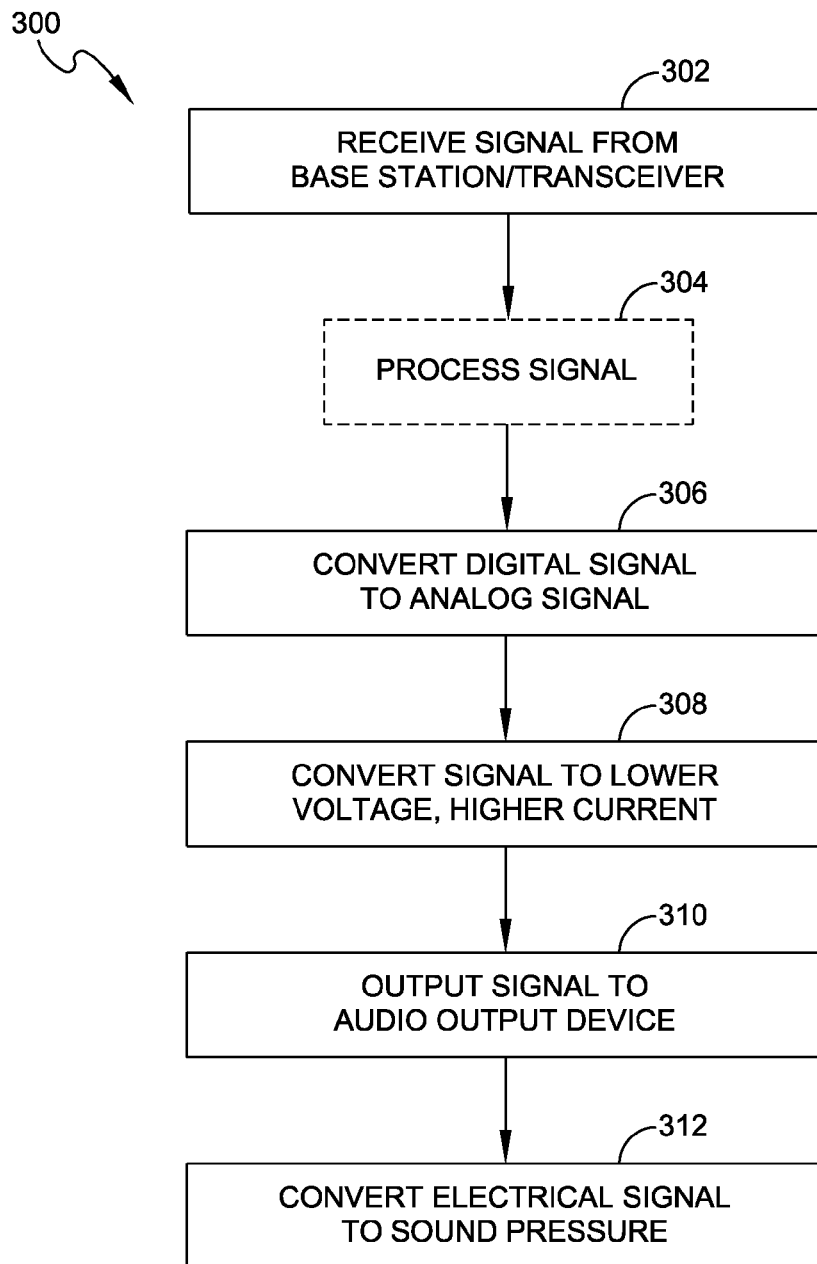 300
302
RECEIVE SIGNAL FROM
BASE STATION/TRANSCEIVER
304
PROCESS SIGNAL
306
CONVERT DIGITAL SIGNAL
TO ANALOG SIGNAL
308
CONVERT SIGNAL TO LOWER
VOLTAGE, HIGHER CURRENT
310
OUTPUT SIGNAL TO
AUDIO OUTPUT DEVICE
312
CONVERT ELECTRICAL SIGNAL
TO SOUND PRESSURE